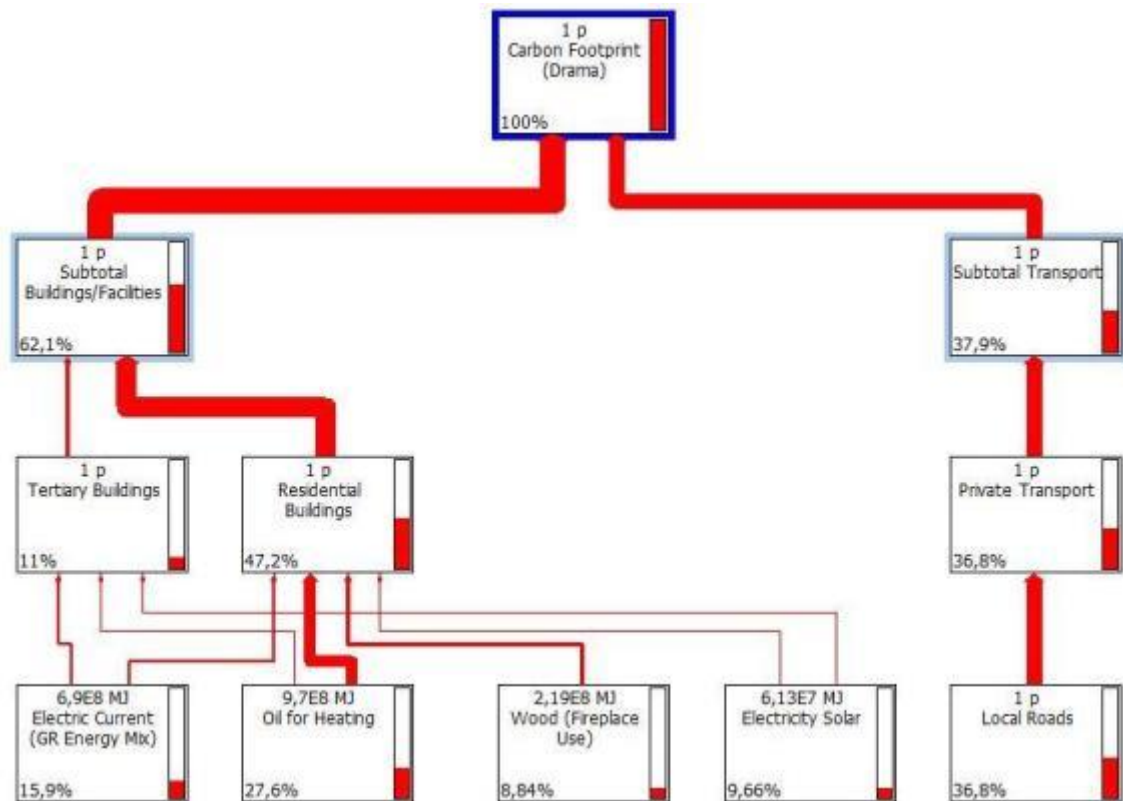 1 p
Carbon Footprint
(Drama)
100%
1 p
Subtotal
Buildings/Facilities
62,1%
1 p
Subtotal Transport
37,9%
1 p
Tertiary Buildings
11%
1 p
Residential
Buildings
47,2%
1 p
Private Transport
36,8%
6,9E8 MJ
Electric Current
(GR Energy Mix)
15,9%
9,7E8 MJ
Oil for Heating
27,6%
2,19E8 MJ
Wood (Fireplace
Use)
8,84%
6,13E7 MJ
Electricity Solar
9,66%
1 p
Local Roads
36,8%